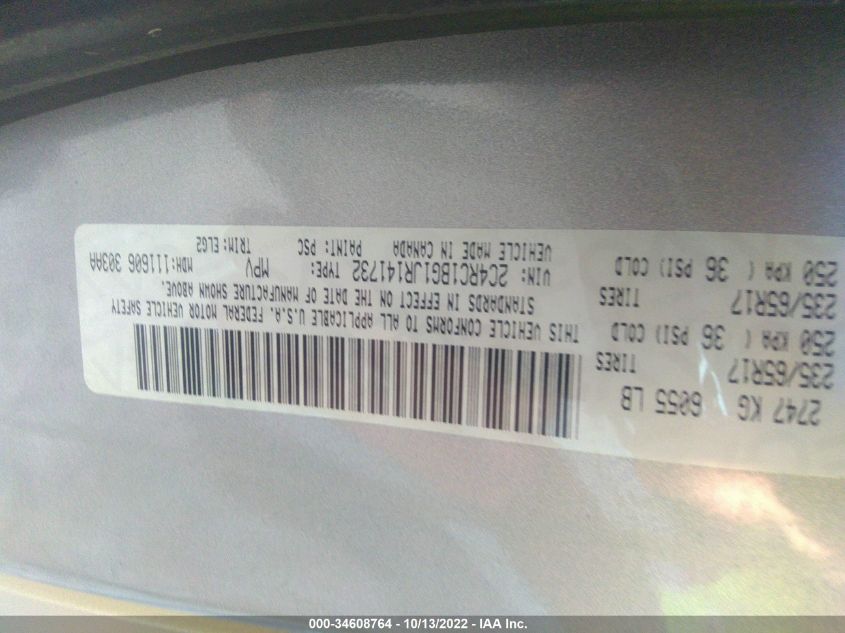 2747 KG 6055 LB
235/65R17 TIRES
250 KPA ( 36 PSI) COLD
235/65R17 TIRES
250 KPA ( 36 PSI) COLD
THIS VEHICLE CONFORMS TO ALL APPLICABLE U.S.A. FEDERAL MOTOR VEHICLE SAFETY
STANDARDS IN EFFECT ON THE DATE OF MANUFACTURE SHOWN ABOVE.
VIN: 2C4RC1BG1JR141732 TYPE: MPV MDH:111606 303AA
VEHICLE MADE IN CANADA PAINT: PSC TRIM:ELG2
000-34608764 - 10/13/2022 - IAA Inc.